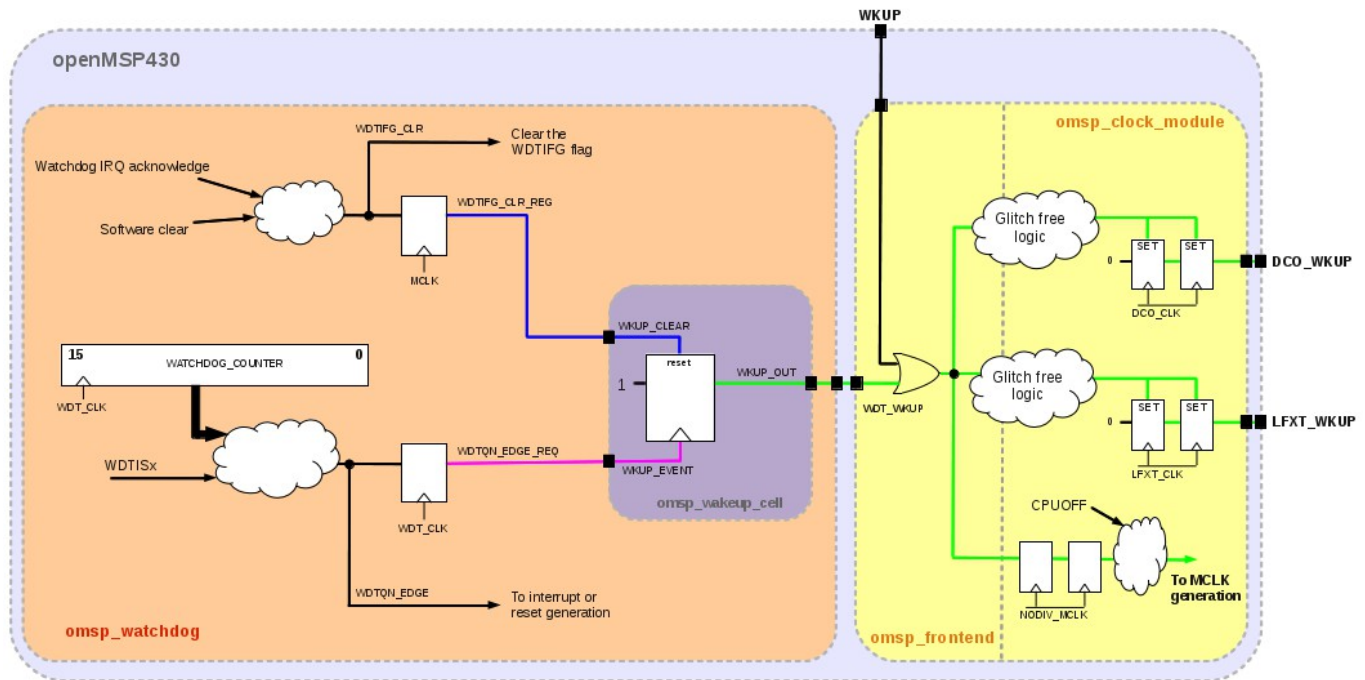 WKUP
openMSP430
omsp_clock_module
WDTIFG_CLR
Clear the
WDTIFG flag
Watchdog IRQ acknowledge
WDTIFG_CLR_REG
Software clear
MCLK
Glitch free
logic
SET
SET
0
DCO_WKUP
DCO_CLK
WKUP_CLEAR
15
0
WATCHDOG_COUNTER
WDT_CLK
reset
1
WKUP_OUT
WDT_WKUP
Glitch free
logic
SET
SET
0
LFXT_WKUP
LFXT_CLK
WDTISx
WDTQN_EDGE_REQ
WKUP_EVENT
WDT_CLK
omsp_wakeup_cell
CPUOFF
To MCLK
generation
NODIV_MCLK
WDTQN_EDGE
To interrupt or
reset generation
omsp_watchdog
omsp_frontend